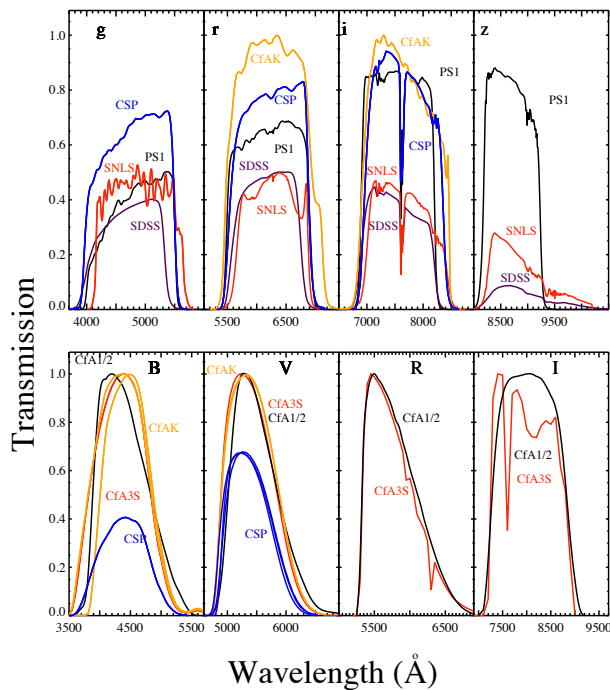 Transmission
g
r
i
z
1.0
0.8
0.6
0.4
0.2
0.0
CSP
PS1
SNLS
SDSS
CfAK
CSP
PS1
SDSS
SNLS
CfAK
PS1
CSP
SNLS
SDSS
PS1
SNLS
SDSS
4000 5000 5500 6500 7000 8000 8500 9500
B
V
R
I
1.0
0.8
0.6
0.4
0.2
0.0
CfA1/2
CfAK
CfA3S
CSP
CfAK
CfA3S
CfA1/2
CSP
CfA1/2
CfA3S
CfA1/2
CfA3S
3500 4500 5500 5000 6000 5500 6500 7500 8500 9500
Wavelength (Å)